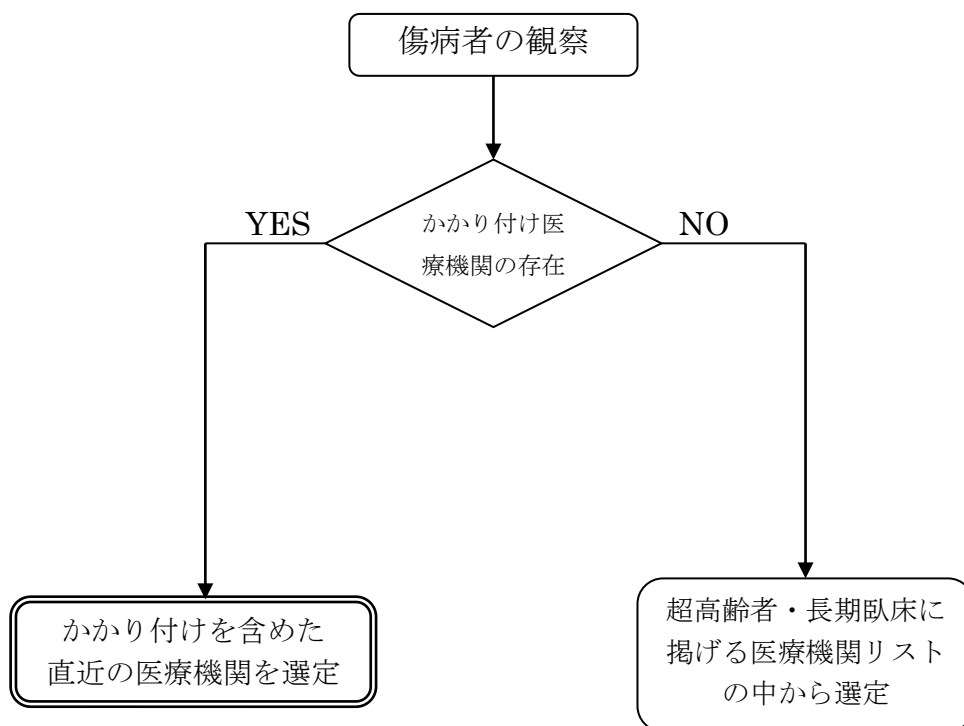 傷病者の観察
YES
かかり付け医
療機関の存在
NO
かかり付けを含めた
直近の医療機関を選定
超高齢者・長期臥床に
掲げる医療機関リスト
の中から選定